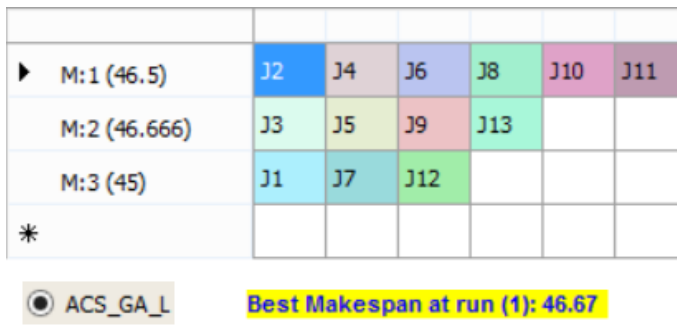 M:1 (46.5) J2 J4 J6 J8 J10 J11
M:2 (46.666) J3 J5 J9 J13
M:3 (45) J1 J7 J12
ACS_GA_L Best Makespan at run (1): 46.67